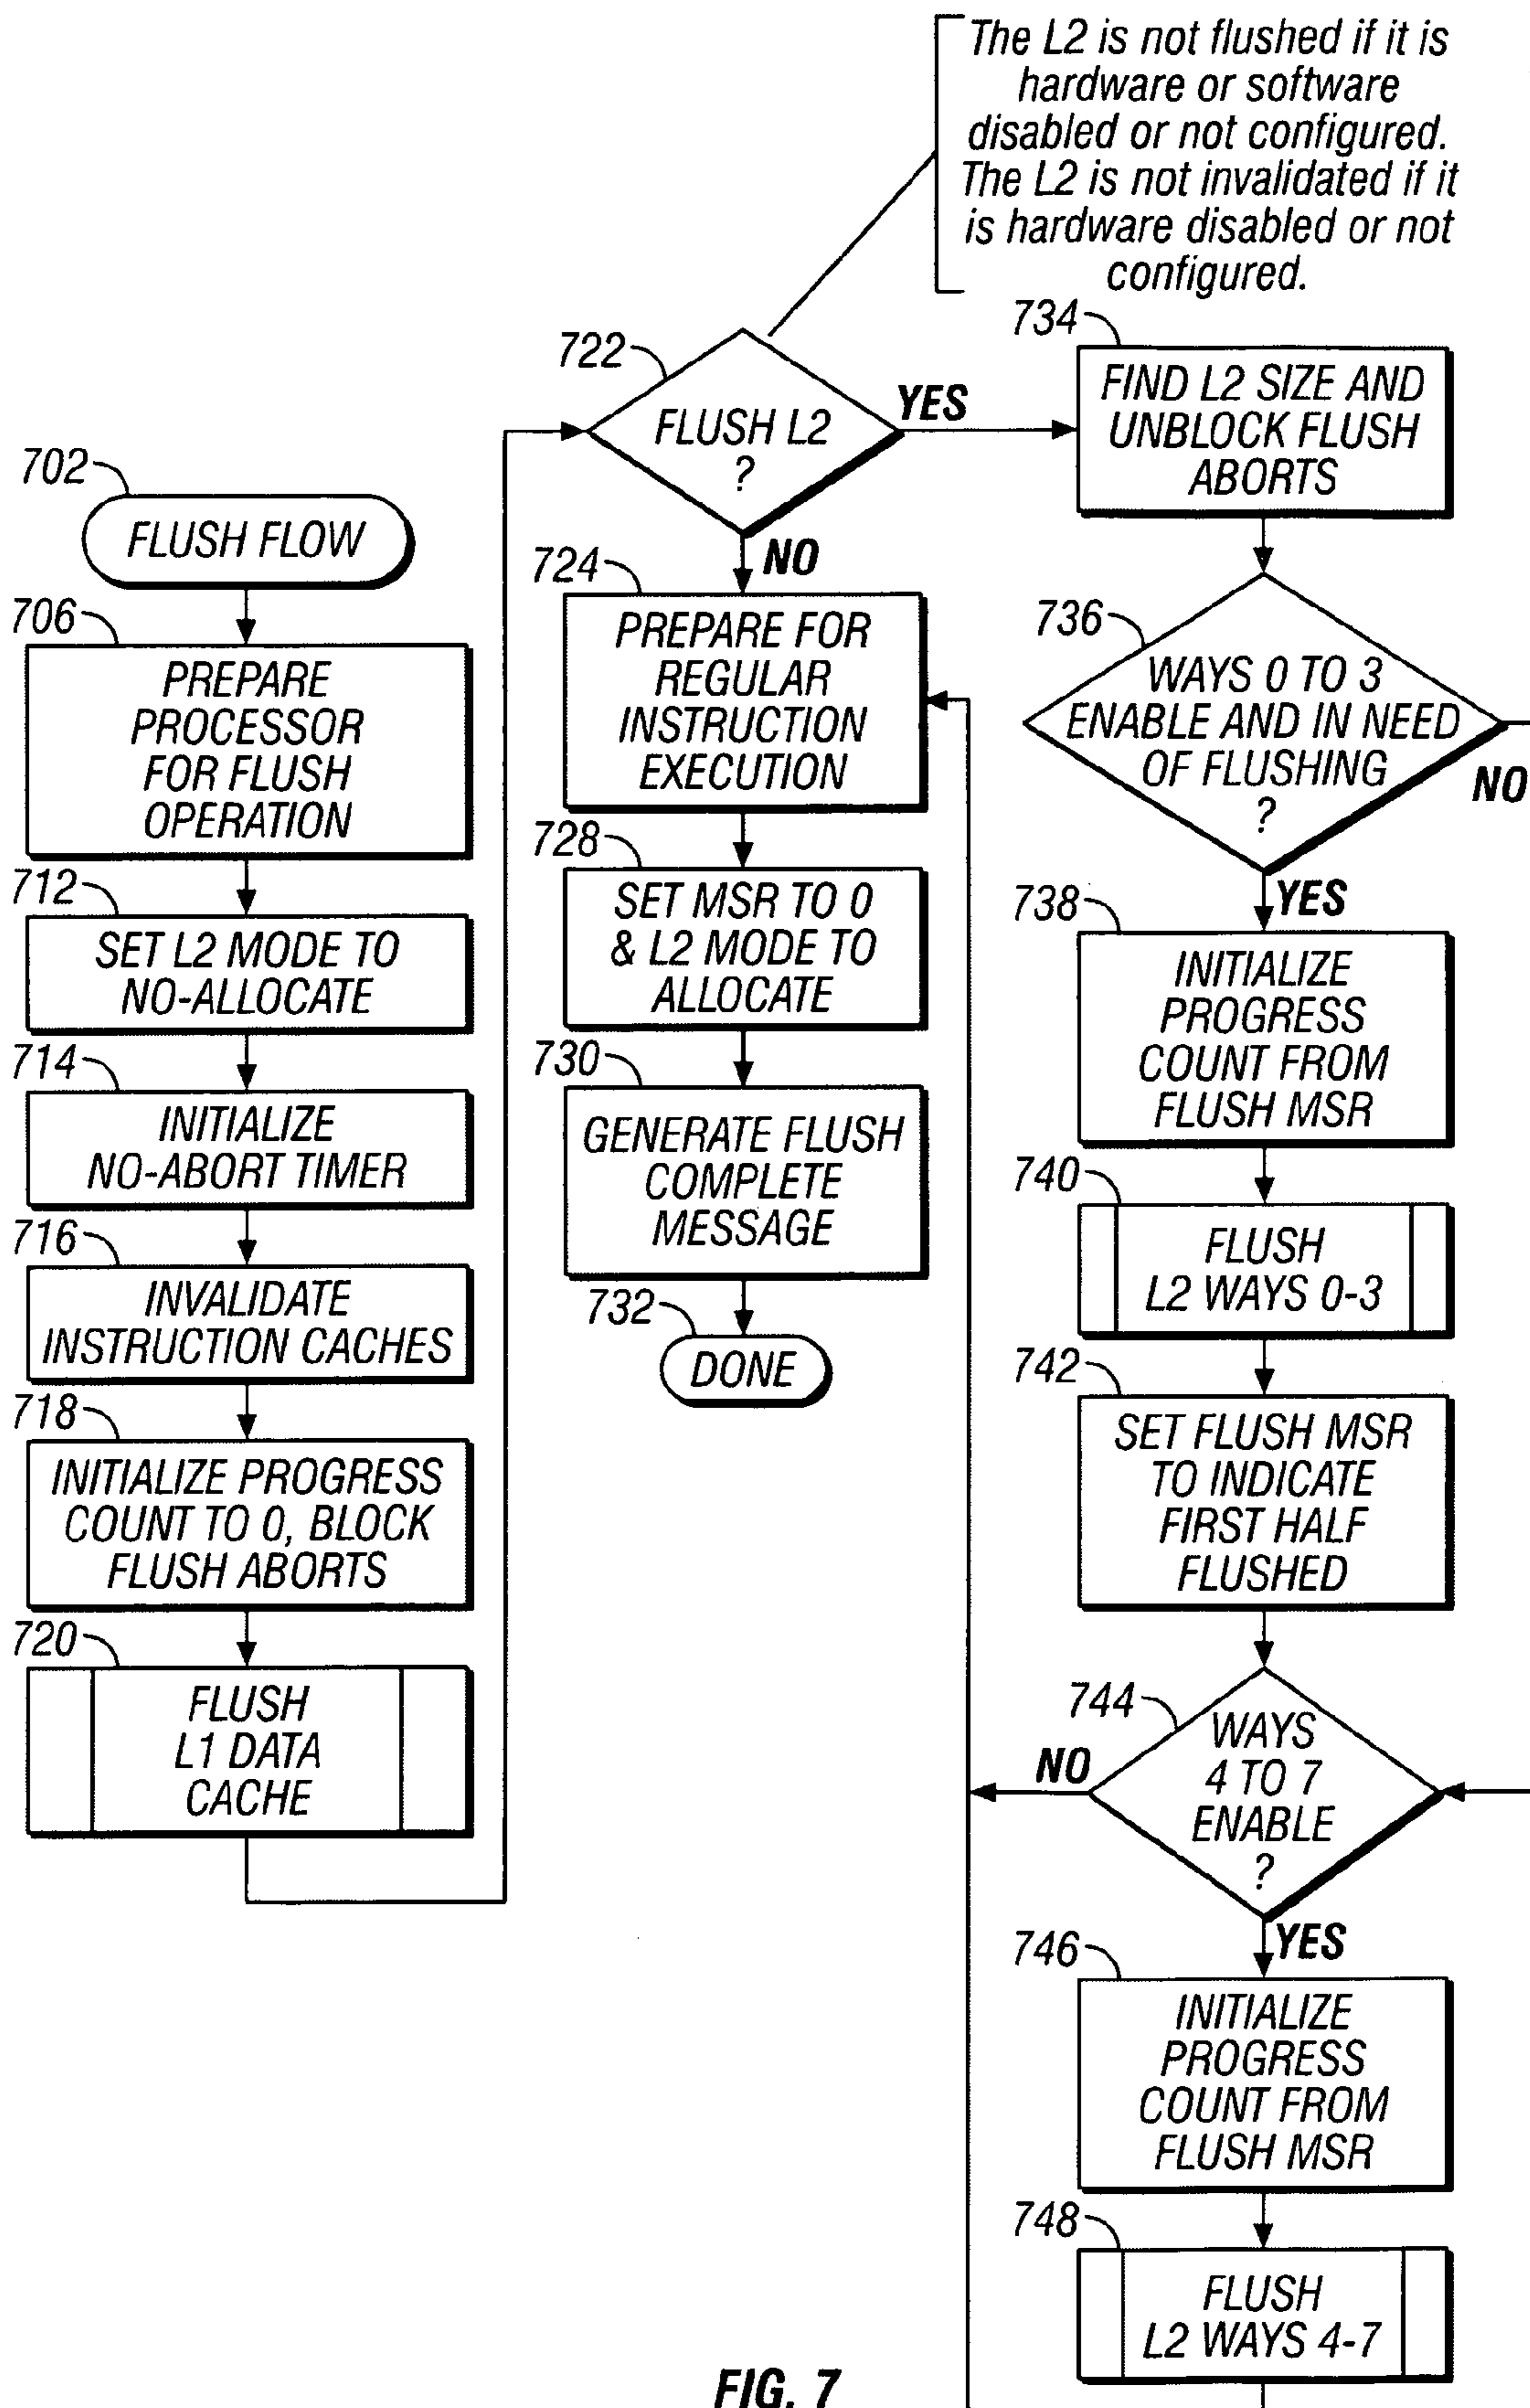 The L2 is not flushed if it is
hardware or software
disabled or not configured.
The L2 is not invalidated if it
is hardware disabled or not
configured.
702
FLUSH FLOW
706
PREPARE
PROCESSOR
FOR FLUSH
OPERATION
712
SET L2 MODE TO
NO-ALLOCATE
714
INITIALIZE
NO-ABORT TIMER
716
INVALIDATE
INSTRUCTION CACHES
718
INITIALIZE PROGRESS
COUNT TO 0, BLOCK
FLUSH ABORTS
720
FLUSH
L1 DATA
CACHE
722
FLUSH L2
?
YES
NO
724
PREPARE FOR
REGULAR
INSTRUCTION
EXECUTION
728
SET MSR TO 0
& L2 MODE TO
ALLOCATE
730
GENERATE FLUSH
COMPLETE
MESSAGE
732
DONE
734
FIND L2 SIZE AND
UNBLOCK FLUSH
ABORTS
736
WAYS 0 TO 3
ENABLE AND IN NEED
OF FLUSHING
?
NO
YES
738
INITIALIZE
PROGRESS
COUNT FROM
FLUSH MSR
740
FLUSH
L2 WAYS 0-3
742
SET FLUSH MSR
TO INDICATE
FIRST HALF
FLUSHED
744
WAYS
4 TO 7
ENABLE
?
NO
YES
746
INITIALIZE
PROGRESS
COUNT FROM
FLUSH MSR
748
FLUSH
L2 WAYS 4-7
FIG. 7